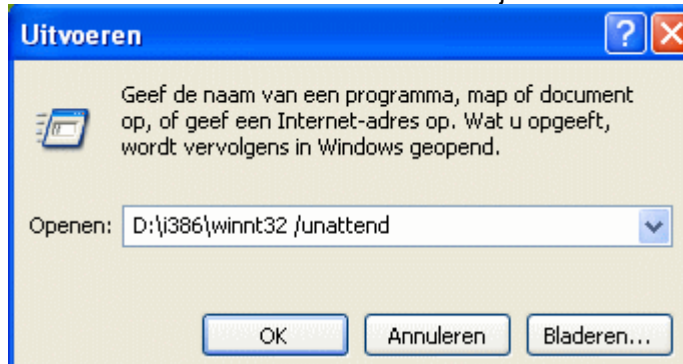 Uitvoeren
Geef de naam van een programma, map of document
op, of geef een Internet-adres op. Wat u opgeeft,
wordt vervolgens in Windows geopend.
Openen: D:\i386\winnt32 /unattend
OK Annuleren Bladeren...